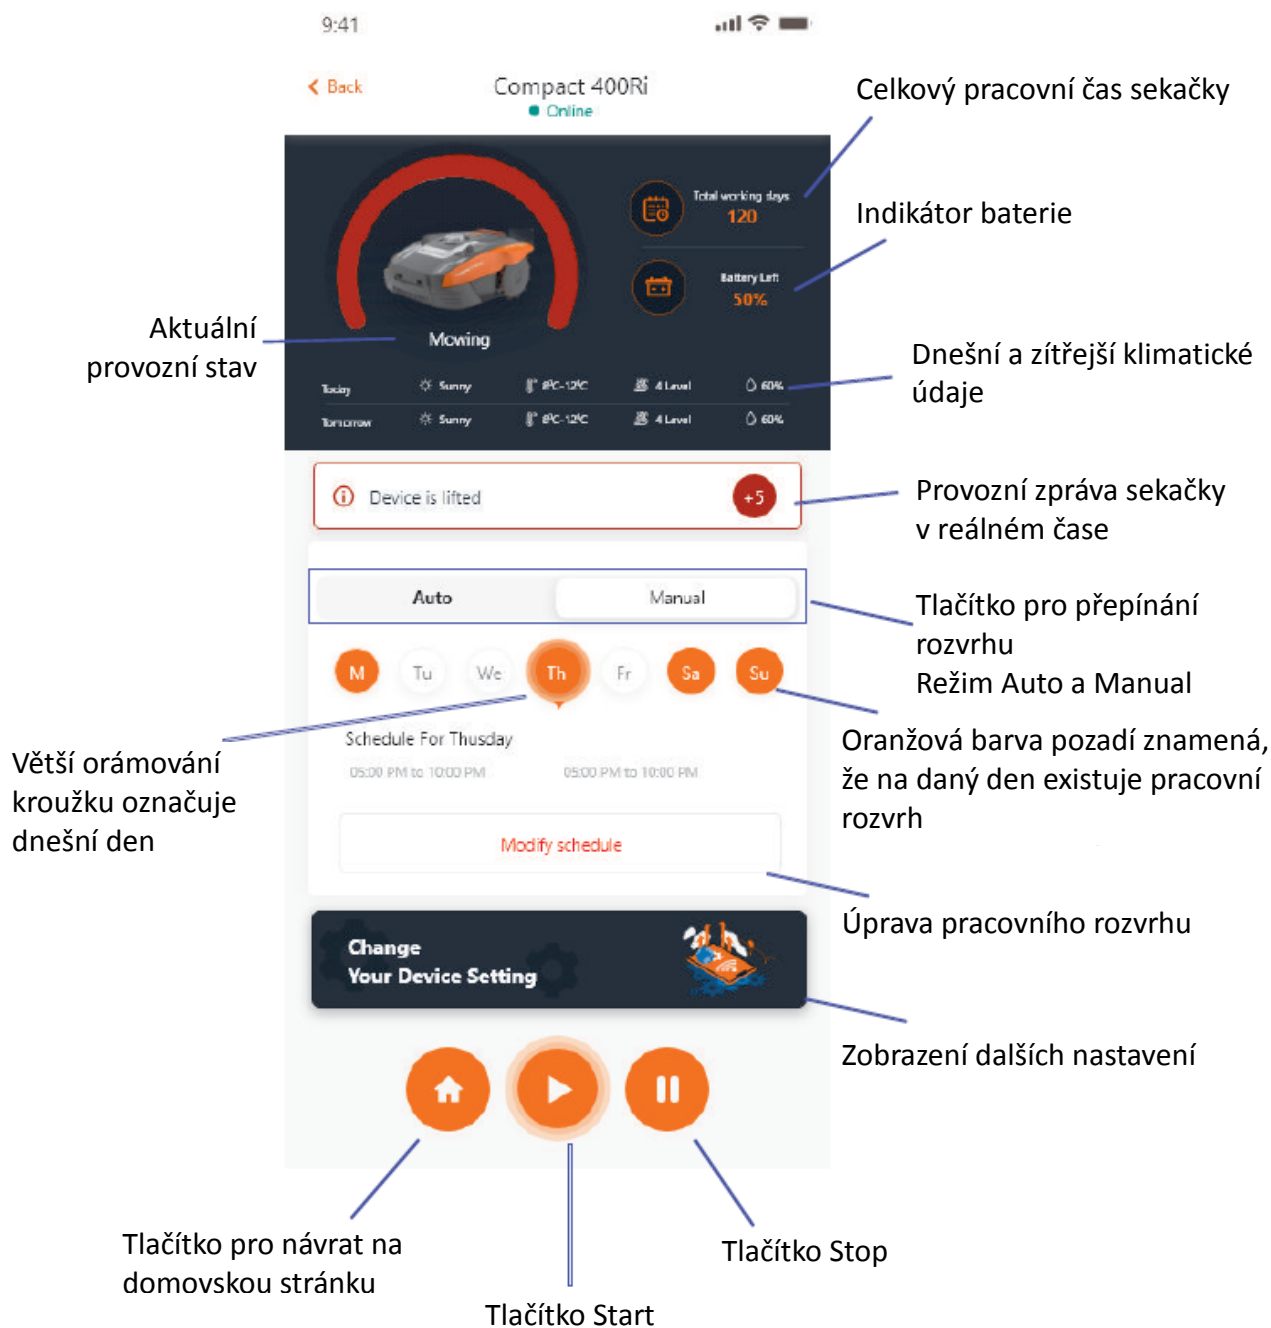 9:41
Back
Compact 400Ri
Online
Celkový pracovní čas sekačky
Total working days
120
Indikátor baterie
Battery Left
50%
Aktuální
provozní stav
Mowing
Dnešní a zítřejší klimatické
údaje
Today Sunny 8°C-12°C 4 Level 60%
Tomorrow Sunny 8°C-12°C 4 Level 60%
Device is lifted +5
Provozní zpráva sekačky
v reálném čase
Auto Manual
Tlačítko pro přepínání
rozvrhu
Režim Auto a Manual
M Tu We Th Fr Sa Su
Oranžová barva pozadí znamená,
že na daný den existuje pracovní
rozvrh
Schedule For Thusday
05:00 PM to 10:00 PM 05:00 PM to 10:00 PM
Větší orámování
kroužku označuje
dnešní den
Modify schedule
Úprava pracovního rozvrhu
Change
Your Device Setting
Zobrazení dalších nastavení
Tlačítko pro návrat na
domovskou stránku
Tlačítko Stop
Tlačítko Start